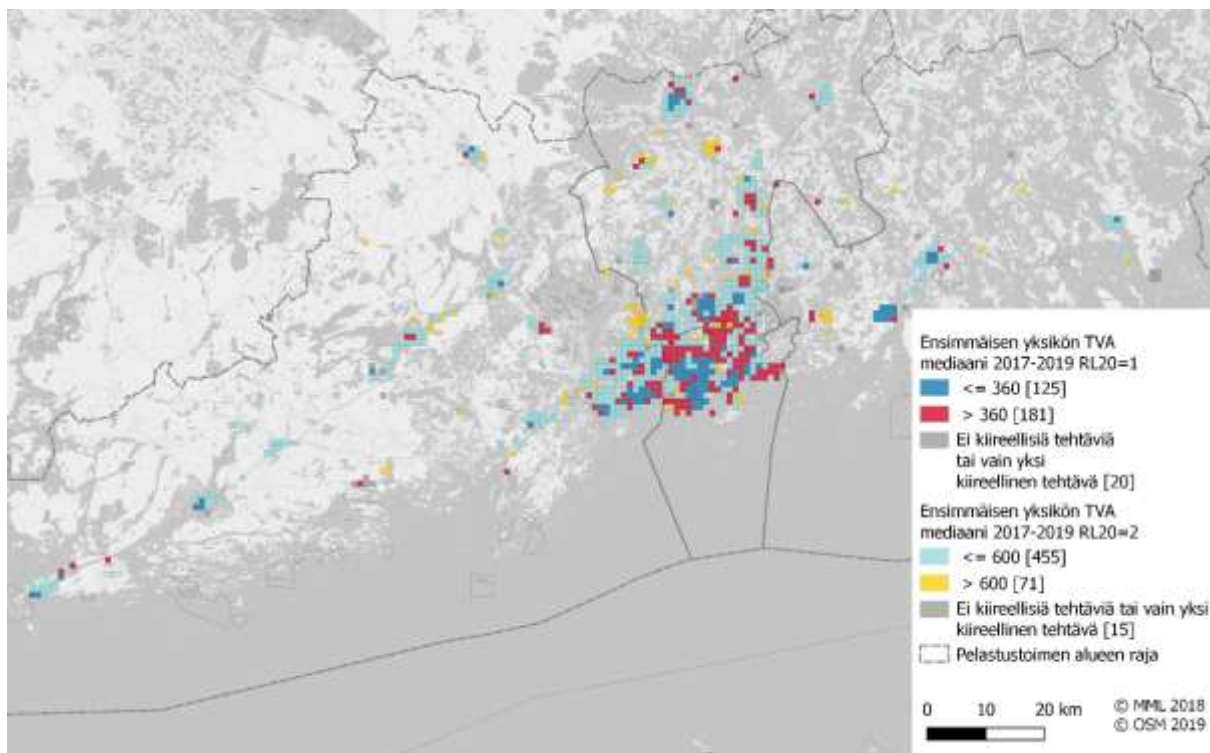 Ensimmäisen yksikön TVA
mediaani 2017-2019 RL20=1
<= 360 [125]
> 360 [181]
Ei kiireellisiä tehtäviä
tai vain yksi
kiireellinen tehtävä [20]
Ensimmäisen yksikön TVA
mediaani 2017-2019 RL20=2
<= 600 [455]
> 600 [71]
Ei kiireellisiä tehtäviä tai vain yksi
kiireellinen tehtävä [15]
Pelastustoimen alueen raja
0 10 20 km
© MML 2018
© OSM 2019